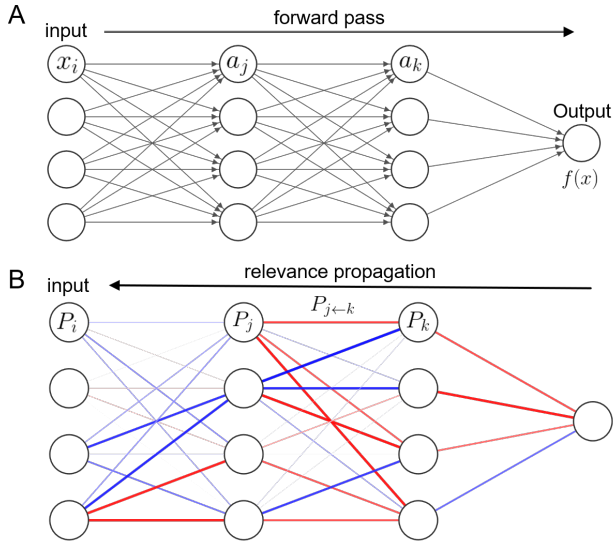 A
forward pass
input
x_i
a_j
a_k
Output
f(x)
B
relevance propagation
input
P_{j←k}
P_i
P_j
P_k